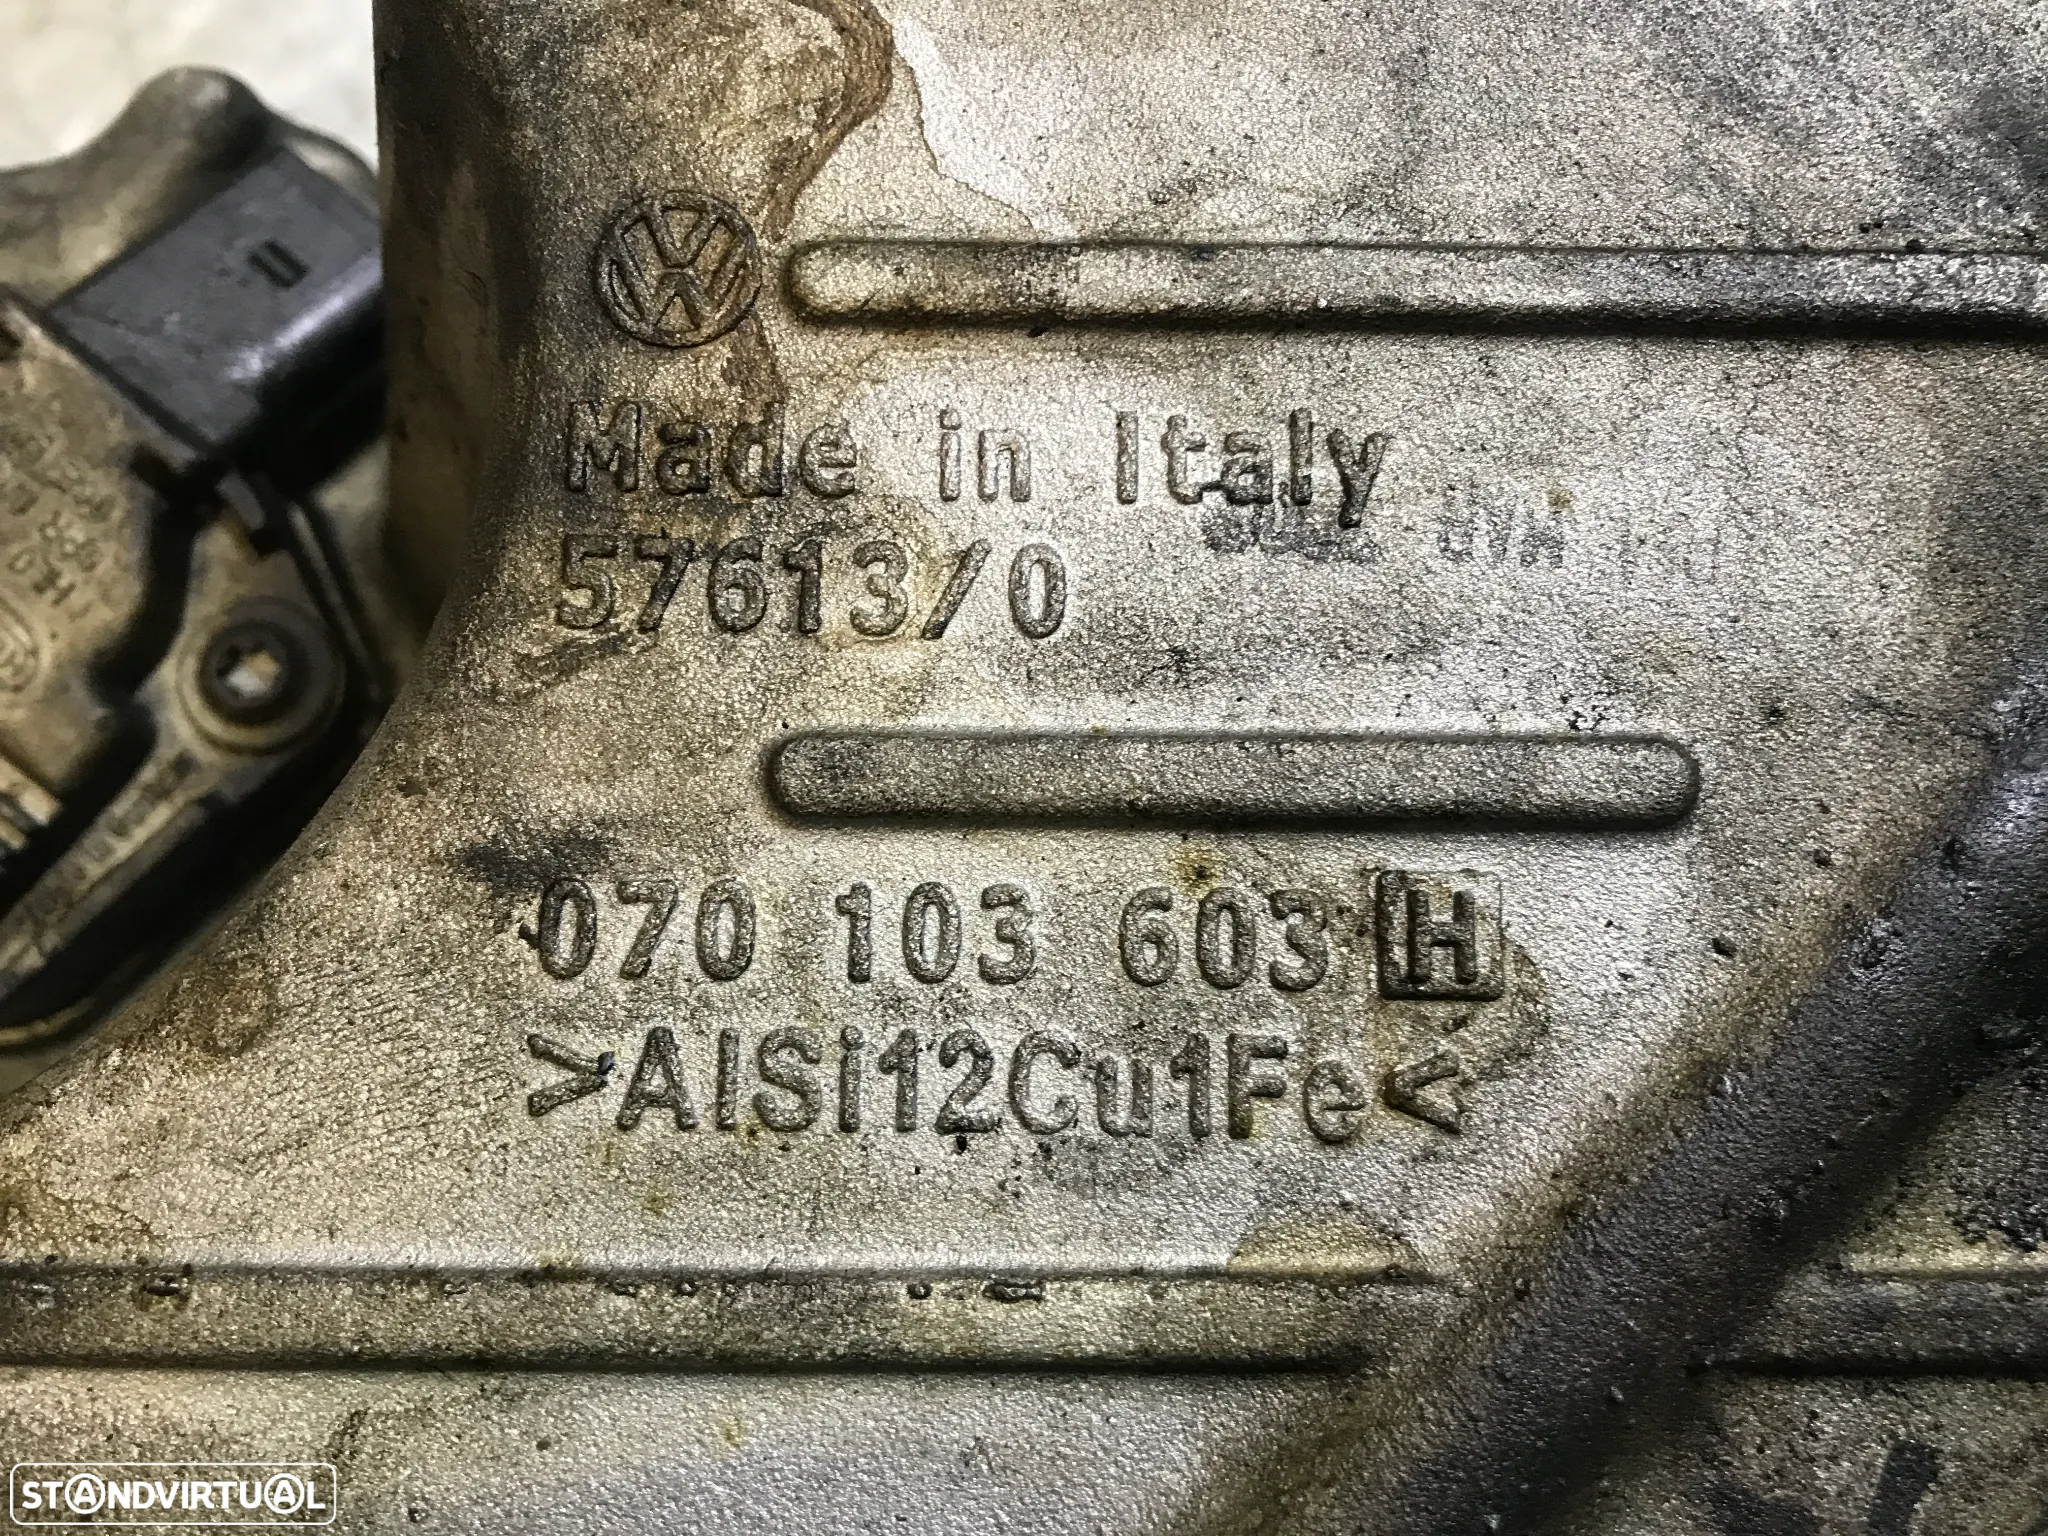 Made in Italy
57613/0
070 103 603 H
>AlSi12Cu1Fe<
STANDVIRTUAL